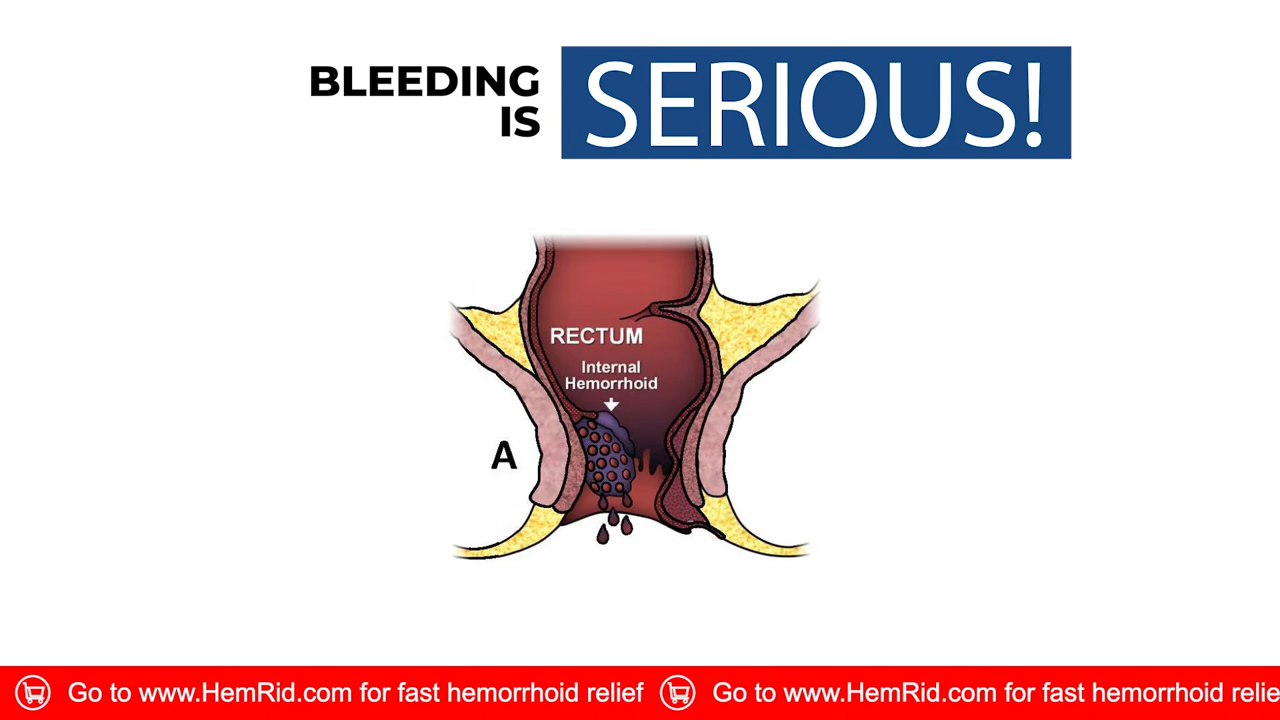 BLEEDING
IS
SERIOUS!
RECTUM
Internal
Hemorrhoid
A
Go to www.HemRid.com for fast hemorrhoid relief
Go to www.HemRid.com for fast hemorrhoid relie